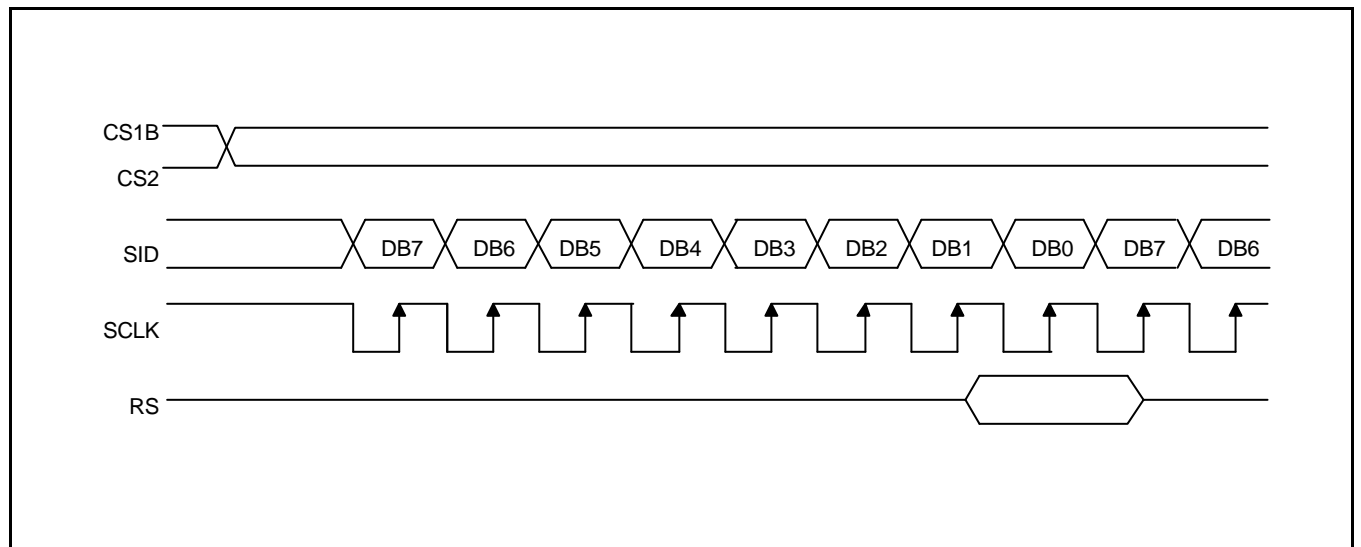 CS1B
CS2
SID DB7 DB6 DB5 DB4 DB3 DB2 DB1 DB0 DB7 DB6
SCLK
RS